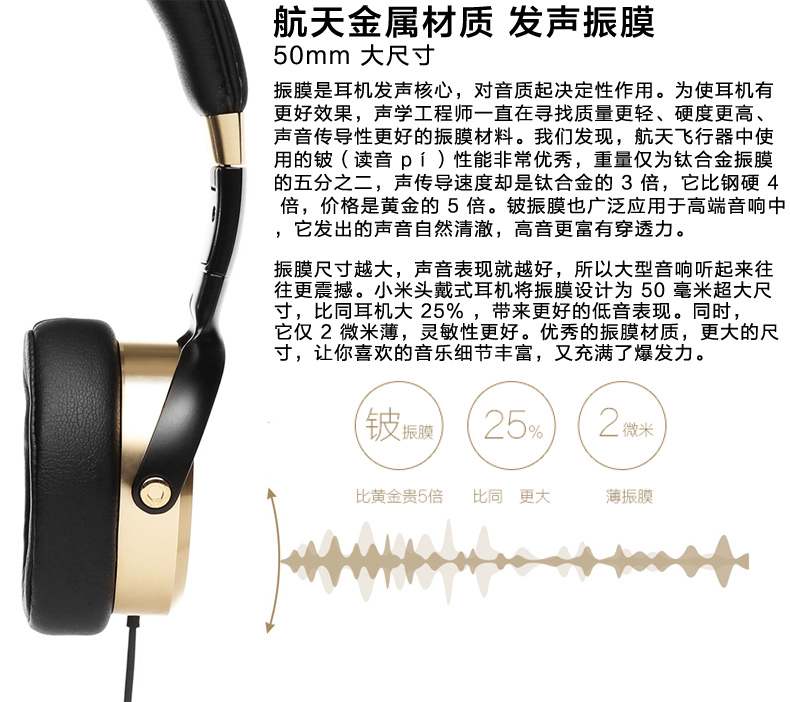 航天金属材质 发声振膜
50mm 大尺寸
振膜是耳机发声核心，对音质起决定性作用。为使耳机有
更好效果，声学工程师一直在寻找质量更轻、硬度更高、
声音传导性更好的振膜材料。我们发现，航天飞行器中使
用的铍（读音 pí）性能非常优秀，重量仅为钛合金振膜
的五分之二，声传导速度却是钛合金的 3 倍，它比钢硬 4
倍，价格是黄金的 5 倍。铍振膜也广泛应用于高端音响中
，它发出的声音自然清澈，高音更富有穿透力。
振膜尺寸越大，声音表现就越好，所以大型音响听起来往
往更震撼。小米头戴式耳机将振膜设计为 50 毫米超大尺
寸，比同耳机大 25% ，带来更好的低音表现。同时，
它仅 2 微米薄，灵敏性更好。优秀的振膜材质，更大的尺
寸，让你喜欢的音乐细节丰富，又充满了爆发力。
铍振膜 25% 2微米
比黄金贵5倍 比同 更大 薄振膜